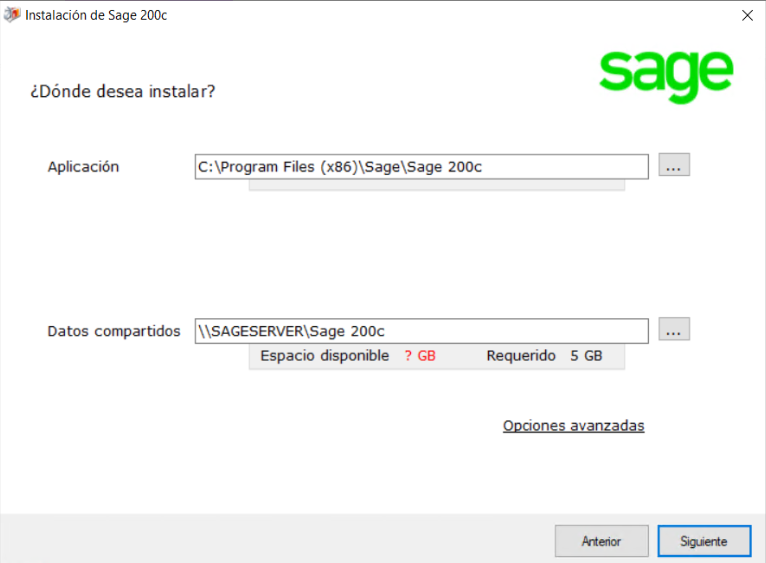 Instalación de Sage 200c
sage
¿Dónde desea instalar?
Aplicación C:\Program Files (x86)\Sage\Sage 200c ...
Datos compartidos \\SAGESERVER\Sage 200c ...
Espacio disponible ? GB Requerido 5 GB
Opciones avanzadas
Anterior Siguiente